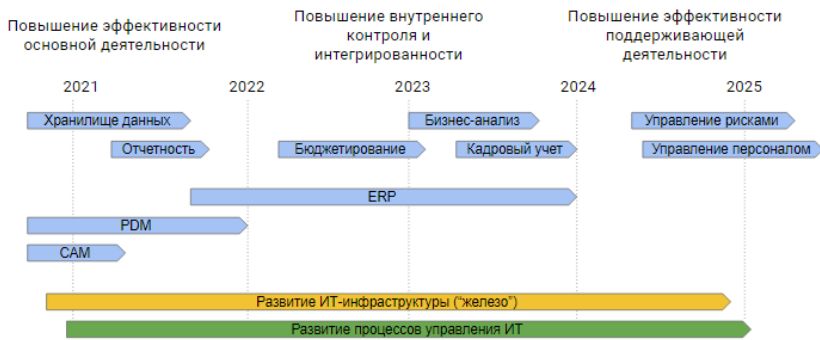 Повышение эффективности
основной деятельности
Повышение внутреннего
контроля и
интегрированности
Повышение эффективности
поддерживающей
деятельности
2021
2022
2023
2024
2025
Хранилище данных
Бизнес-анализ
Управление рисками
Отчетность
Бюджетирование
Кадровый учет
Управление персоналом
ERP
PDM
CAM
Развитие ИТ-инфраструктуры (“железо”)
Развитие процессов управления ИТ